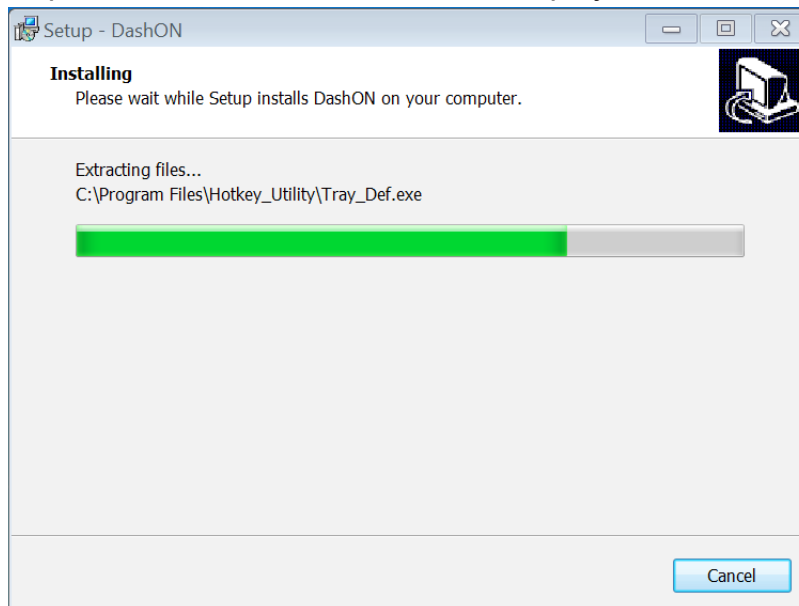 Setup - DashON
Installing
Please wait while Setup installs DashON on your computer.
Extracting files...
C:\Program Files\Hotkey_Utility\Tray_Def.exe
Cancel